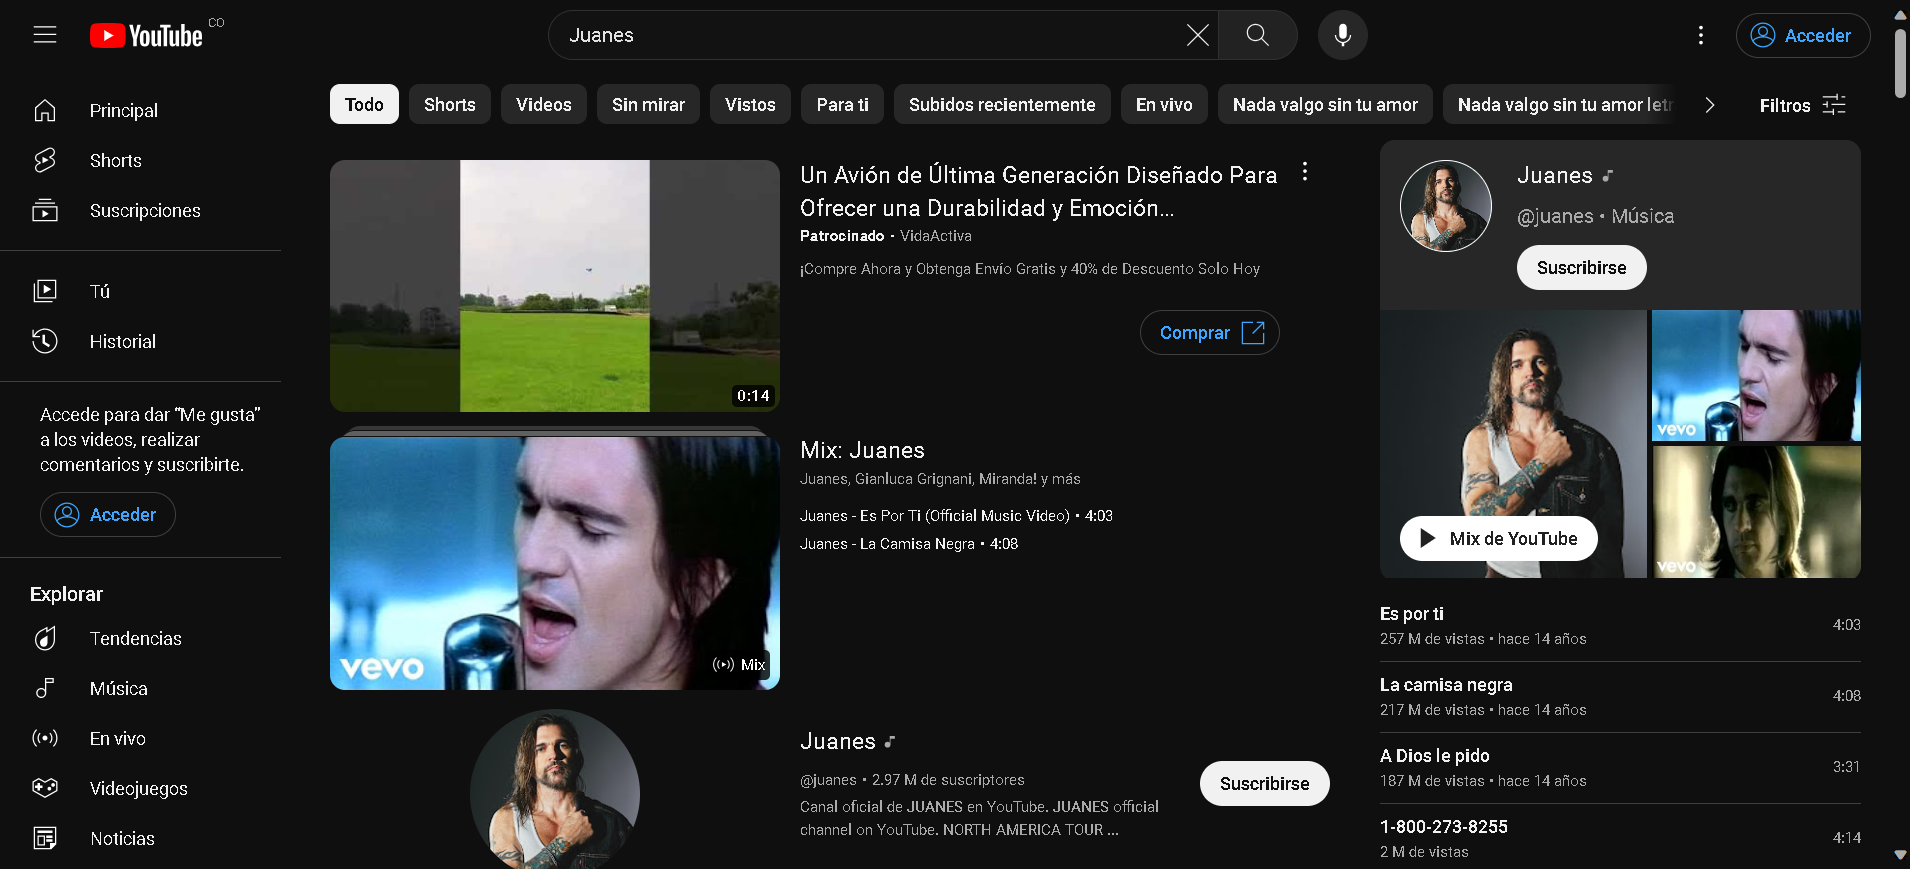 YouTube CO
Juanes
Acceder
Principal
Shorts
Suscripciones
Tú
Historial
Accede para dar “Me gusta”
a los videos, realizar
comentarios y suscribirte.
Acceder
Explorar
Tendencias
Música
En vivo
Videojuegos
Noticias
Todo
Shorts
Videos
Sin mirar
Vistos
Para ti
Subidos recientemente
En vivo
Nada valgo sin tu amor
Nada valgo sin tu amor letr
Filtros
0:14
Un Avión de Última Generación Diseñado Para
Ofrecer una Durabilidad y Emoción...
Patrocinado • VidaActiva
¡Compre Ahora y Obtenga Envío Gratis y 40% de Descuento Solo Hoy
Comprar
vevo
Mix
Mix: Juanes
Juanes, Gianluca Grignani, Miranda! y más
Juanes - Es Por Ti (Official Music Video) • 4:03
Juanes - La Camisa Negra • 4:08
Juanes
@juanes • 2.97 M de suscriptores
Canal oficial de JUANES en YouTube. JUANES official
channel on YouTube. NORTH AMERICA TOUR ...
Suscribirse
Juanes
@juanes • Música
Suscribirse
vevo
vevo
Mix de YouTube
Es por ti
257 M de vistas • hace 14 años
4:03
La camisa negra
217 M de vistas • hace 14 años
4:08
A Dios le pido
187 M de vistas • hace 14 años
3:31
1-800-273-8255
2 M de vistas
4:14